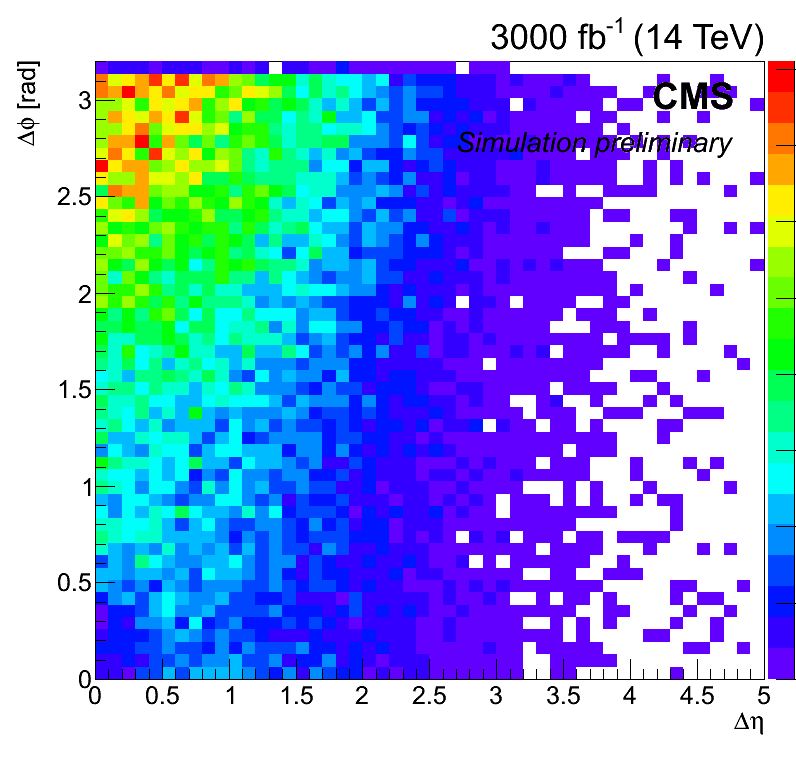 3000 fb⁻¹ (14 TeV)
CMS
Simulation preliminary
Δϕ [rad]
3
2.5
2
1.5
1
0.5
0
0 0.5 1 1.5 2 2.5 3 3.5 4 4.5 5
Δη